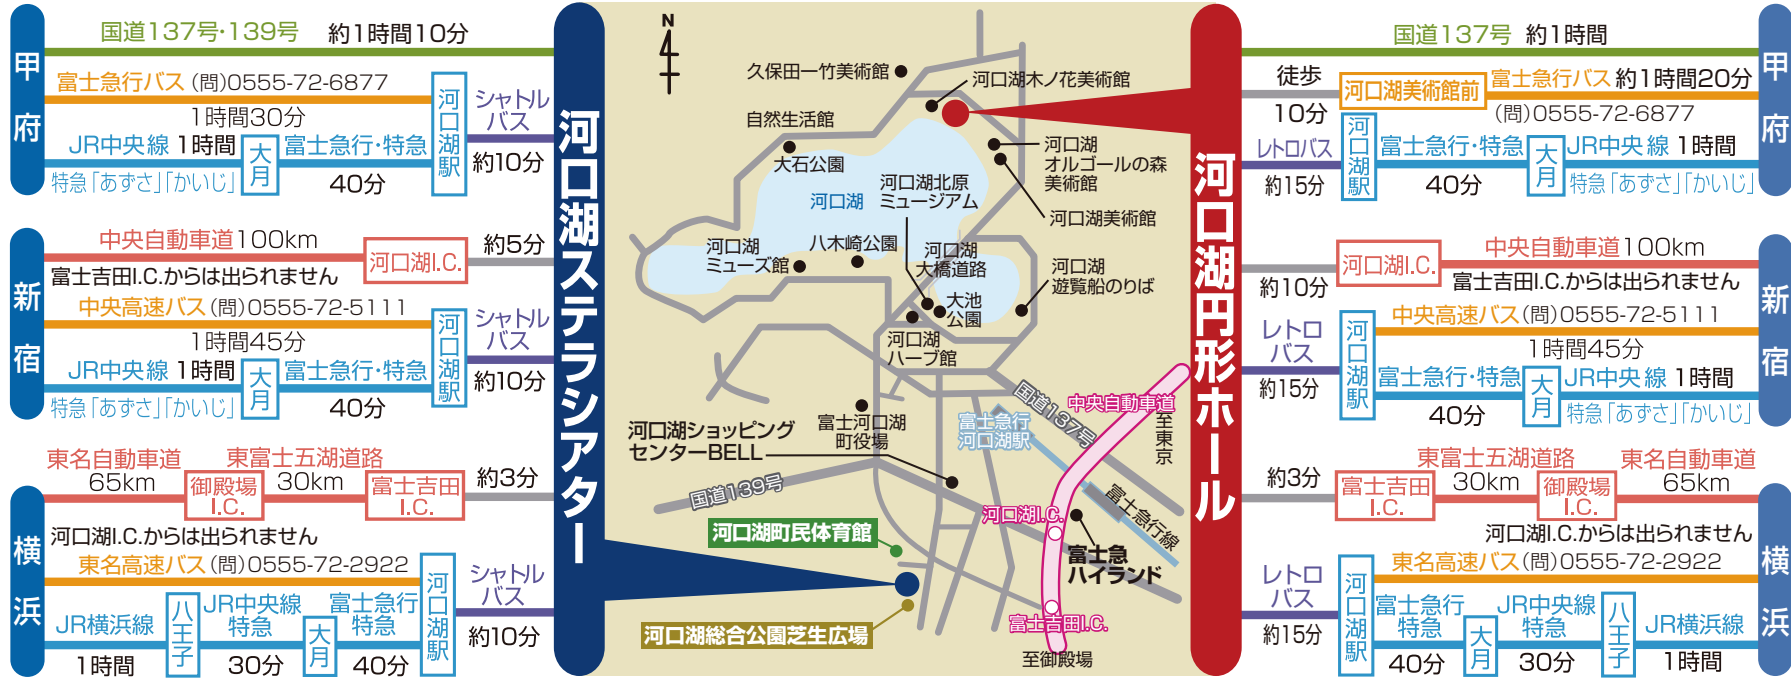 甲府
国道137号・139号 約1時間10分
富士急行バス (問)0555-72-6877
1時間30分
河口湖駅
シャトル
バス
約10分
JR中央線 1時間
大月
富士急行・特急
特急「あずさ」「かいじ」
40分
新宿
中央自動車道100km
河口湖I.C.
約5分
富士吉田I.C.からは出られません
中央高速バス(問)0555-72-5111
1時間45分
河口湖駅
シャトル
バス
約10分
JR中央線 1時間
大月
富士急行・特急
特急「あずさ」「かいじ」
40分
横浜
東名自動車道
65km
御殿場
I.C.
東富士五湖道路
30km
富士吉田
I.C.
約3分
河口湖I.C.からは出られません
東名高速バス(問)0555-72-2922
河口湖駅
シャトル
バス
約10分
JR横浜線
1時間
八王子
JR中央線
特急
30分
大月
富士急行
特急
40分
河口湖ステラシアター
N
久保田一竹美術館
河口湖木ノ花美術館
自然生活館
大石公園
河口湖
オルゴールの森
美術館
河口湖
河口湖北原
ミュージアム
河口湖美術館
河口湖
ミューズ館
八木崎公園
河口湖
大橋道路
河口湖
遊覧船のりば
大池
公園
河口湖
ハーブ館
国道137号
中央自動車道
至東京
富士河口湖
町役場
富士急行
河口湖駅
河口湖ショッピング
センターBELL
国道139号
河口湖I.C.
富士急行線
河口湖町民体育館
富士急
ハイランド
富士吉田I.C.
河口湖総合公園芝生広場
至御殿場
河口湖円形ホール
甲府
国道137号 約1時間
徒歩
10分
河口湖美術館前
富士急行バス 約1時間20分
(問)0555-72-6877
レトロバス
約15分
河口湖駅
富士急行・特急
40分
大月
JR中央線 1時間
特急「あずさ」「かいじ」
新宿
約10分
河口湖I.C.
中央自動車道100km
富士吉田I.C.からは出られません
中央高速バス(問)0555-72-5111
1時間45分
レトロ
バス
約15分
河口湖駅
富士急行・特急
40分
大月
JR中央線 1時間
特急「あずさ」「かいじ」
横浜
約3分
富士吉田
I.C.
東富士五湖道路
30km
御殿場
I.C.
東名自動車道
65km
河口湖I.C.からは出られません
東名高速バス(問)0555-72-2922
レトロ
バス
約15分
河口湖駅
富士急行
特急
40分
大月
JR中央線
特急
30分
八王子
JR横浜線
1時間